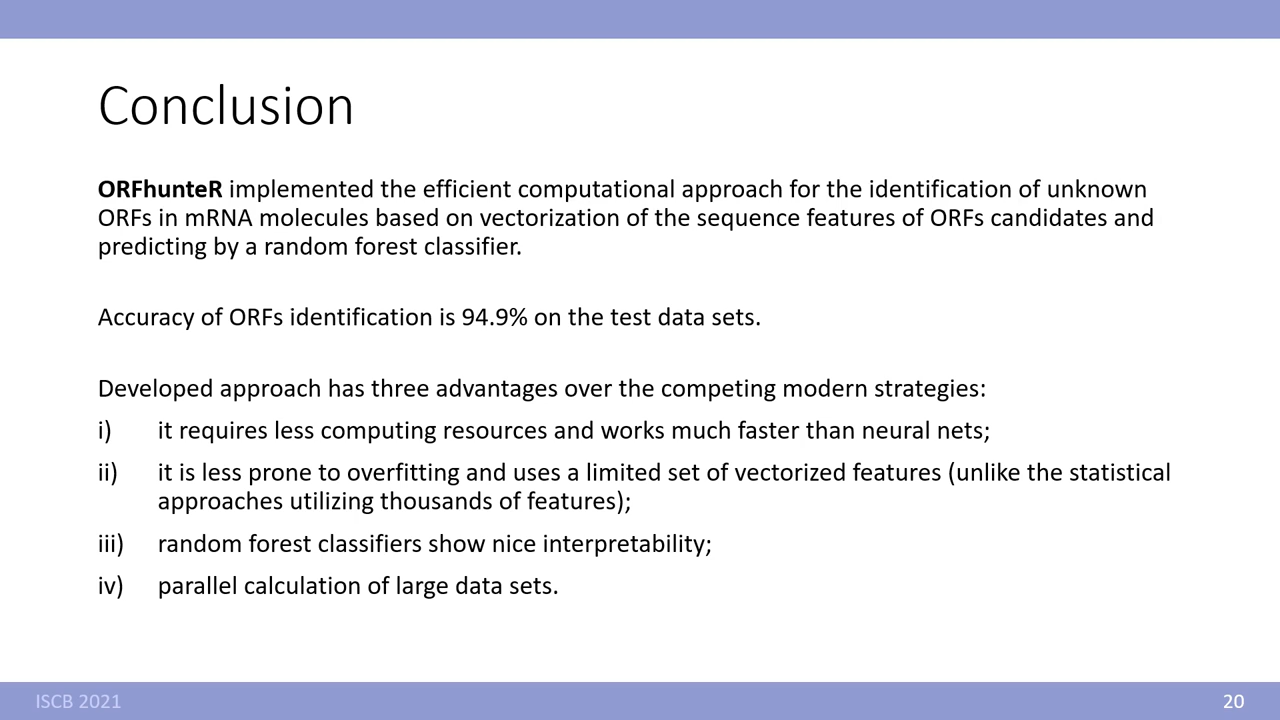 Conclusion
ORFhunteR implemented the efficient computational approach for the identification of unknown
ORFs in mRNA molecules based on vectorization of the sequence features of ORFs candidates and
predicting by a random forest classifier.
Accuracy of ORFs identification is 94.9% on the test data sets.
Developed approach has three advantages over the competing modern strategies:
i) it requires less computing resources and works much faster than neural nets;
ii) it is less prone to overfitting and uses a limited set of vectorized features (unlike the statistical
approaches utilizing thousands of features);
iii) random forest classifiers show nice interpretability;
iv) parallel calculation of large data sets.
ISCB 2021
20